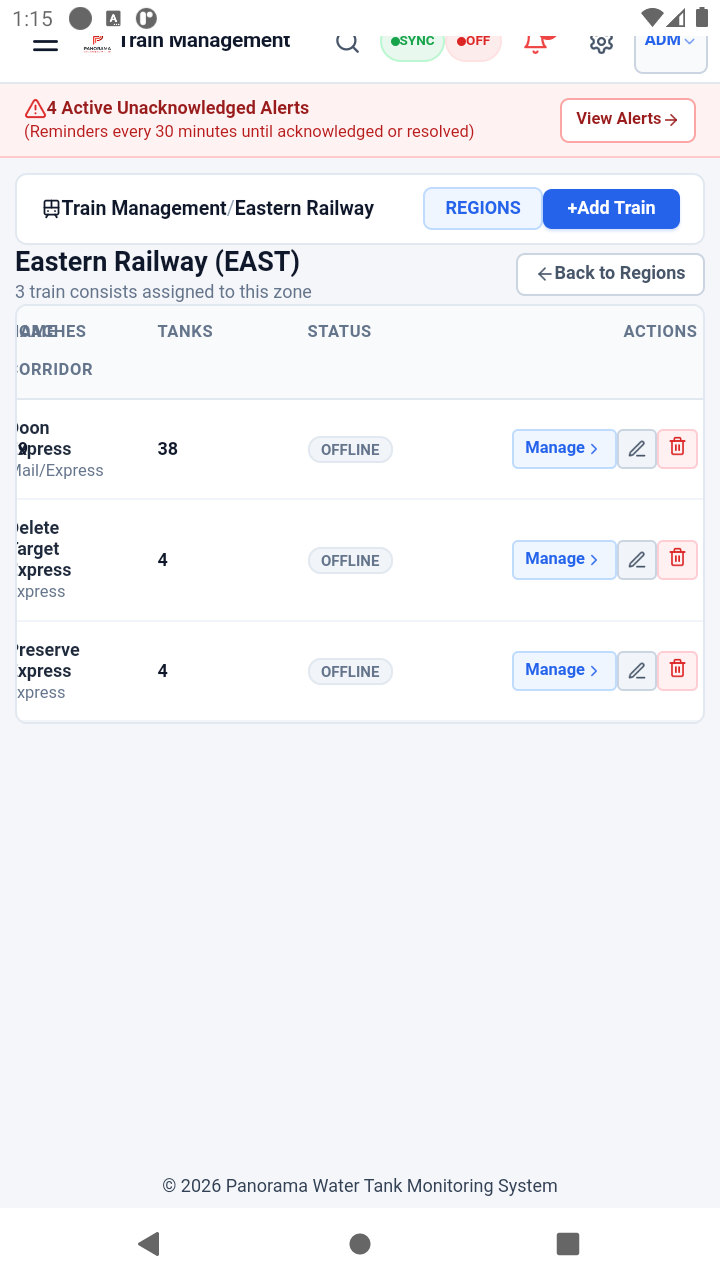 1:15
Train Management
SYNC
OFF
ADM
4 Active Unacknowledged Alerts
(Reminders every 30 minutes until acknowledged or resolved)
View Alerts
Train Management/Eastern Railway
REGIONS
+Add Train
Eastern Railway (EAST)
3 train consists assigned to this zone
Back to Regions
TANKS
STATUS
ACTIONS
ORRIDOR
oon
xpress
Mail/Express
38
OFFLINE
Manage
elete
Target
xpress
xpress
4
OFFLINE
Manage
Preserve
xpress
xpress
4
OFFLINE
Manage
© 2026 Panorama Water Tank Monitoring System